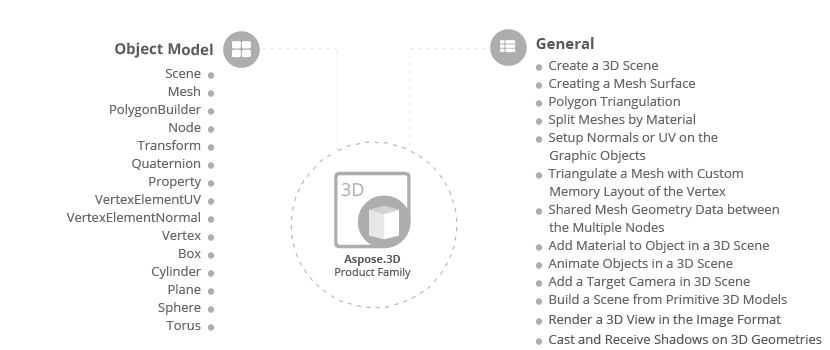 Object Model
Scene
Mesh
PolygonBuilder
Node
Transform
Quaternion
Property
VertexElementUV
VertexElementNormal
Vertex
Box
Cylinder
Plane
Sphere
Torus
3D
Aspose.3D
Product Family
General
Create a 3D Scene
Creating a Mesh Surface
Polygon Triangulation
Split Meshes by Material
Setup Normals or UV on the
Graphic Objects
Triangulate a Mesh with Custom
Memory Layout of the Vertex
Shared Mesh Geometry Data between
the Multiple Nodes
Add Material to Object in a 3D Scene
Animate Objects in a 3D Scene
Add a Target Camera in 3D Scene
Build a Scene from Primitive 3D Models
Render a 3D View in the Image Format
Cast and Receive Shadows on 3D Geometries